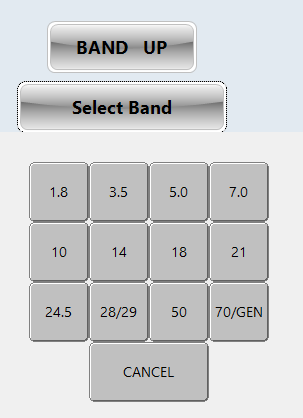 BAND UP
Select Band
1.8 3.5 5.0 7.0
10 14 18 21
24.5 28/29 50 70/GEN
CANCEL